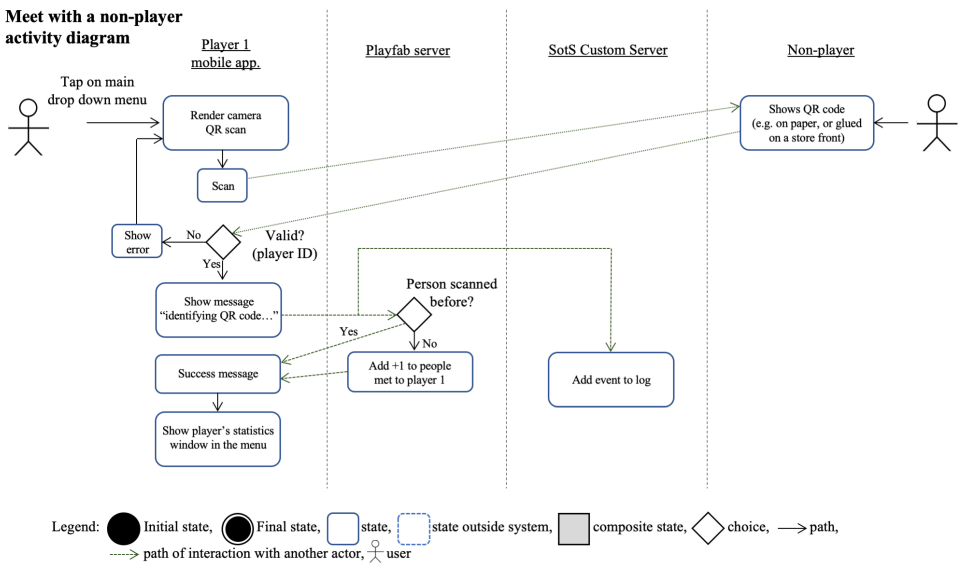 Meet with a non-player
activity diagram
Player 1
mobile app.
Playfab server
SotS Custom Server
Non-player
Tap on main
drop down menu
Render camera
QR scan
Shows QR code
(e.g. on paper, or glued
on a store front)
Scan
Show
error
No
Valid?
(player ID)
Yes
Show message
“identifying QR code…”
Person scanned
before?
Yes
No
Success message
Add +1 to people
met to player 1
Add event to log
Show player’s statistics
window in the menu
Legend: Initial state, Final state, state, state outside system, composite state, choice, path,
path of interaction with another actor, user